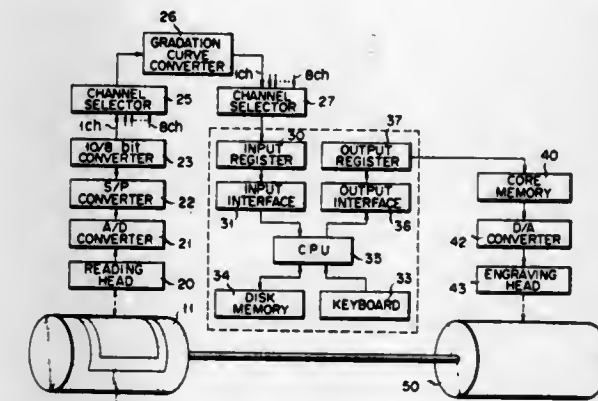 26
GRADATION
CURVE
CONVERTER
1ch
8ch
CHANNEL
SELECTOR
25
CHANNEL
SELECTOR
27
1ch
8ch
10/8 bit
CONVERTER
23
S/P
CONVERTER
22
A/D
CONVERTER
21
READING
HEAD
20
30
INPUT
REGISTER
INPUT
INTERFACE
31
37
OUTPUT
REGISTER
OUTPUT
INTERFACE
36
CPU
35
34
DISK
MEMORY
33
KEYBOARD
40
CORE
MEMORY
D/A
CONVERTER
42
ENGRAVING
HEAD
43
11
50